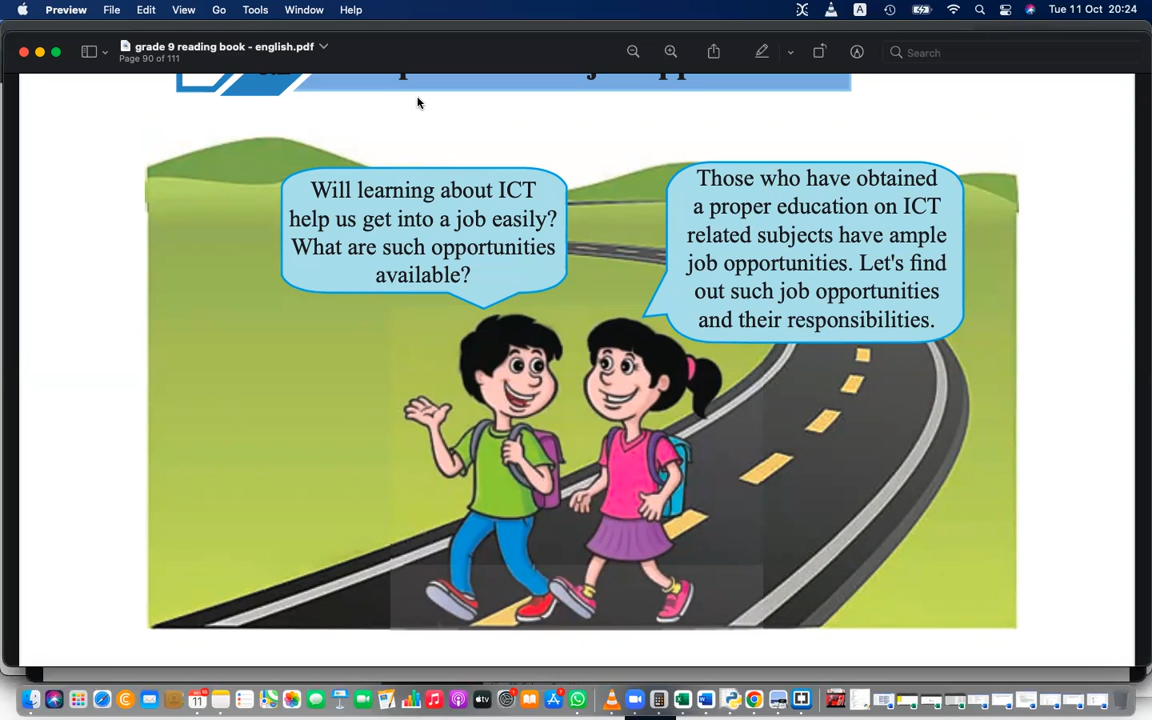 Preview File Edit View Go Tools Window Help
A
Tue 11 Oct 20:24
grade 9 reading book - english.pdf
Page 90 of 111
Search
Will learning about ICT
help us get into a job easily?
What are such opportunities
available?
Those who have obtained
a proper education on ICT
related subjects have ample
job opportunities. Let's find
out such job opportunities
and their responsibilities.